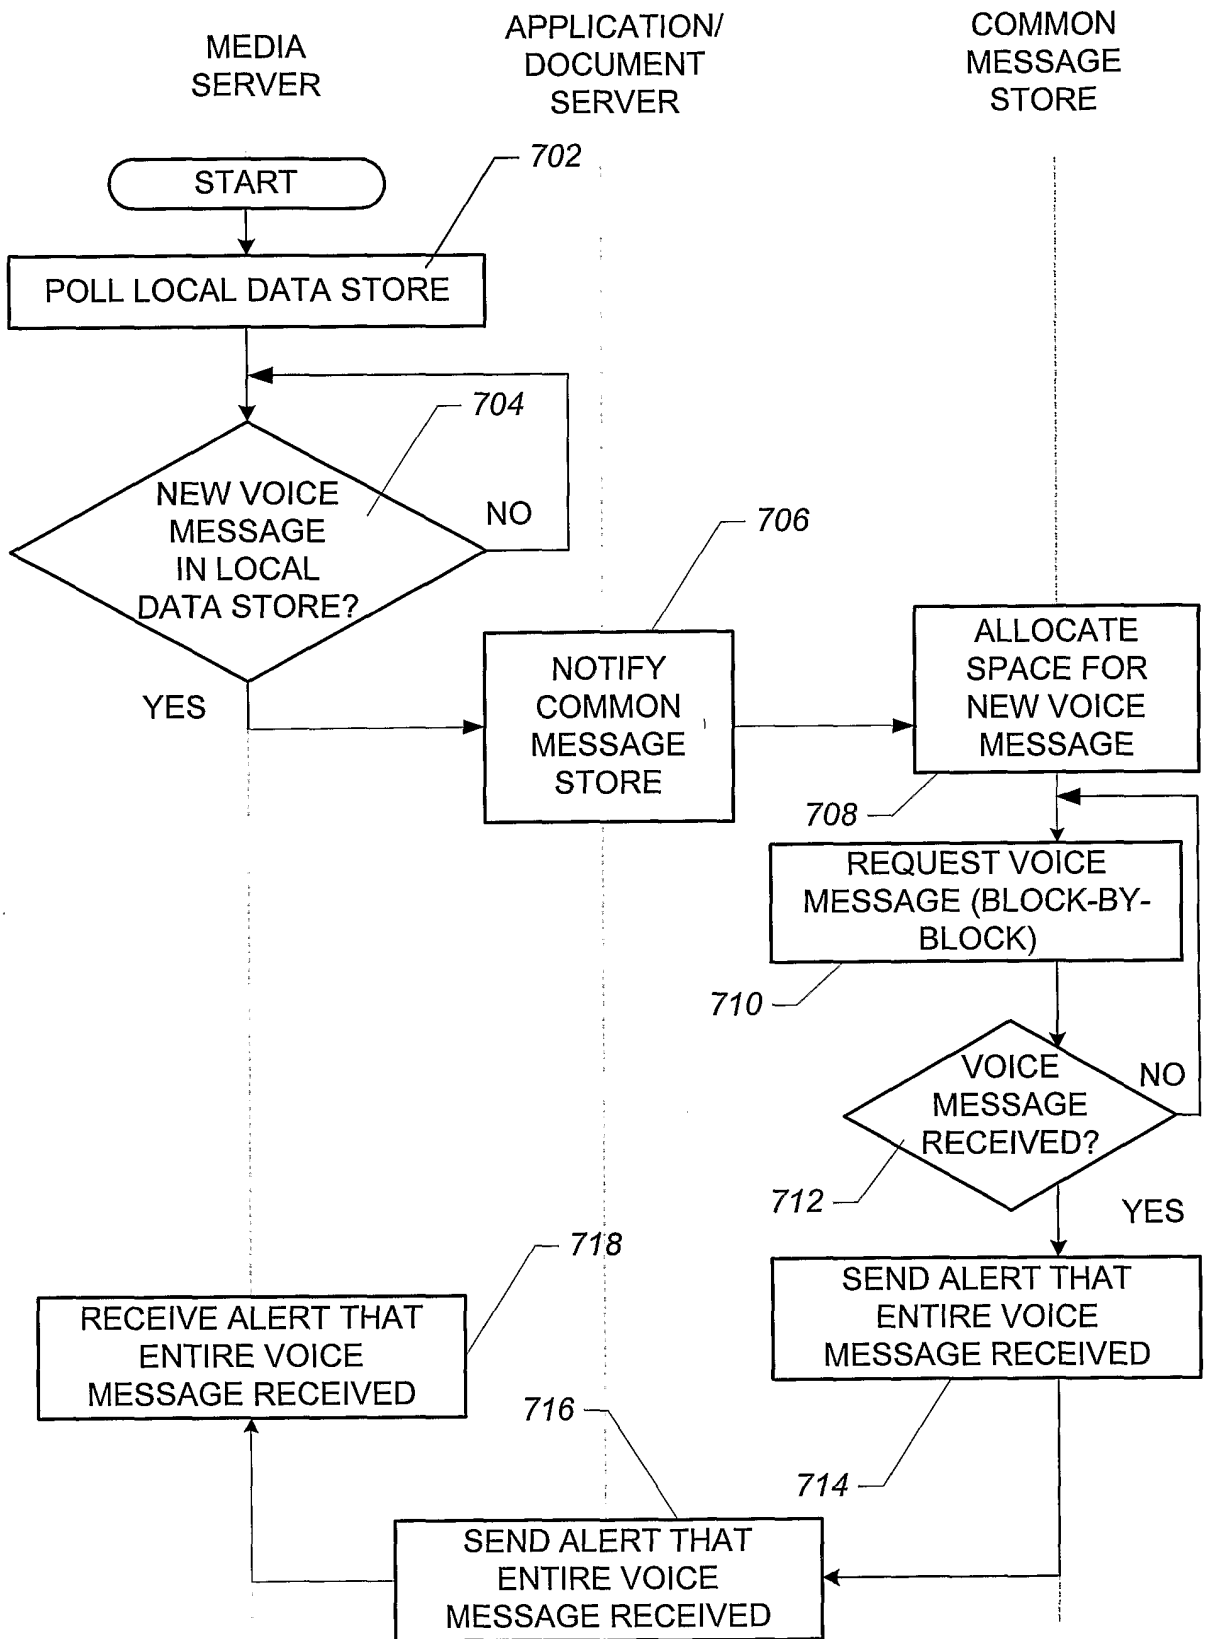 MEDIA
SERVER
APPLICATION/
DOCUMENT
SERVER
COMMON
MESSAGE
STORE
702
START
POLL LOCAL DATA STORE
704
NEW VOICE
MESSAGE
IN LOCAL
DATA STORE?
NO
YES
706
NOTIFY
COMMON
MESSAGE
STORE
ALLOCATE
SPACE FOR
NEW VOICE
MESSAGE
708
REQUEST VOICE
MESSAGE (BLOCK-BY-
BLOCK)
710
VOICE
MESSAGE
RECEIVED?
NO
712
YES
SEND ALERT THAT
ENTIRE VOICE
MESSAGE RECEIVED
714
718
RECEIVE ALERT THAT
ENTIRE VOICE
MESSAGE RECEIVED
716
SEND ALERT THAT
ENTIRE VOICE
MESSAGE RECEIVED